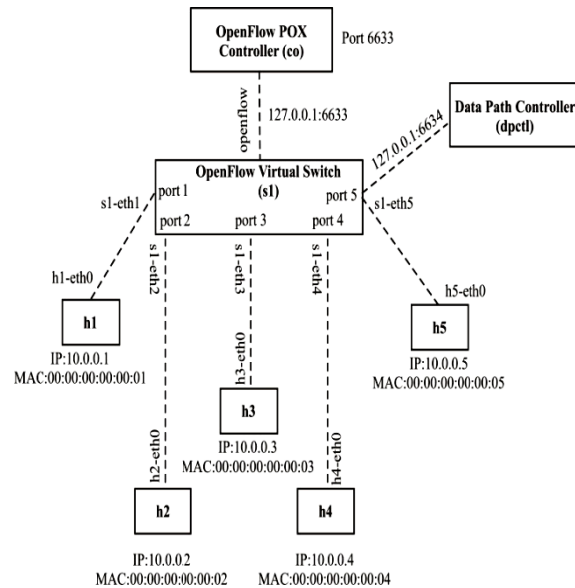 OpenFlow POX
Controller (co)
Port 6633
openflow
127.0.0.1:6633
Data Path Controller
(dpctl)
127.0.0.1:6634
OpenFlow Virtual Switch
(s1)
port 1
port 5
port 2
port 3
port 4
s1-eth1
s1-eth5
s1-eth2
s1-eth3
s1-eth4
h1-eth0
h5-eth0
h1
IP:10.0.0.1
MAC:00:00:00:00:00:01
h5
IP:10.0.0.5
MAC:00:00:00:00:00:05
h3-eth0
h3
IP:10.0.0.3
MAC:00:00:00:00:00:03
h2-eth0
h4-eth0
h2
IP:10.0.0.2
MAC:00:00:00:00:00:02
h4
IP:10.0.0.4
MAC:00:00:00:00:00:04